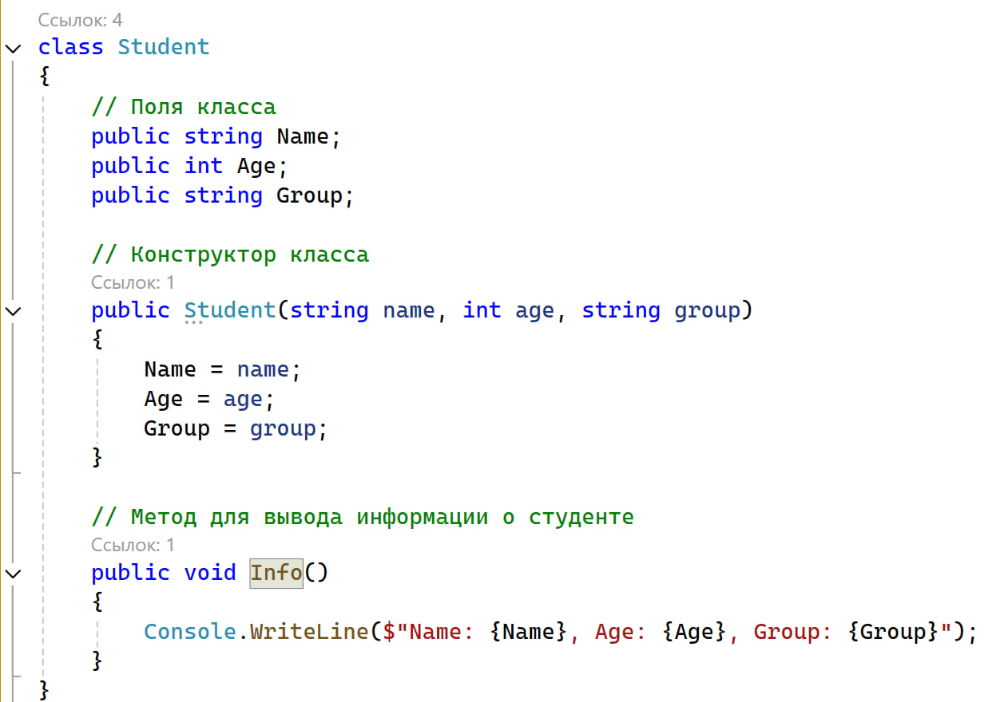 Ссылок: 4
class Student
{
// Поля класса
public string Name;
public int Age;
public string Group;
// Конструктор класса
Ссылок: 1
public Student(string name, int age, string group)
{
Name = name;
Age = age;
Group = group;
}
// Метод для вывода информации о студенте
Ссылок: 1
public void Info()
{
Console.WriteLine($"Name: {Name}, Age: {Age}, Group: {Group}");
}
}